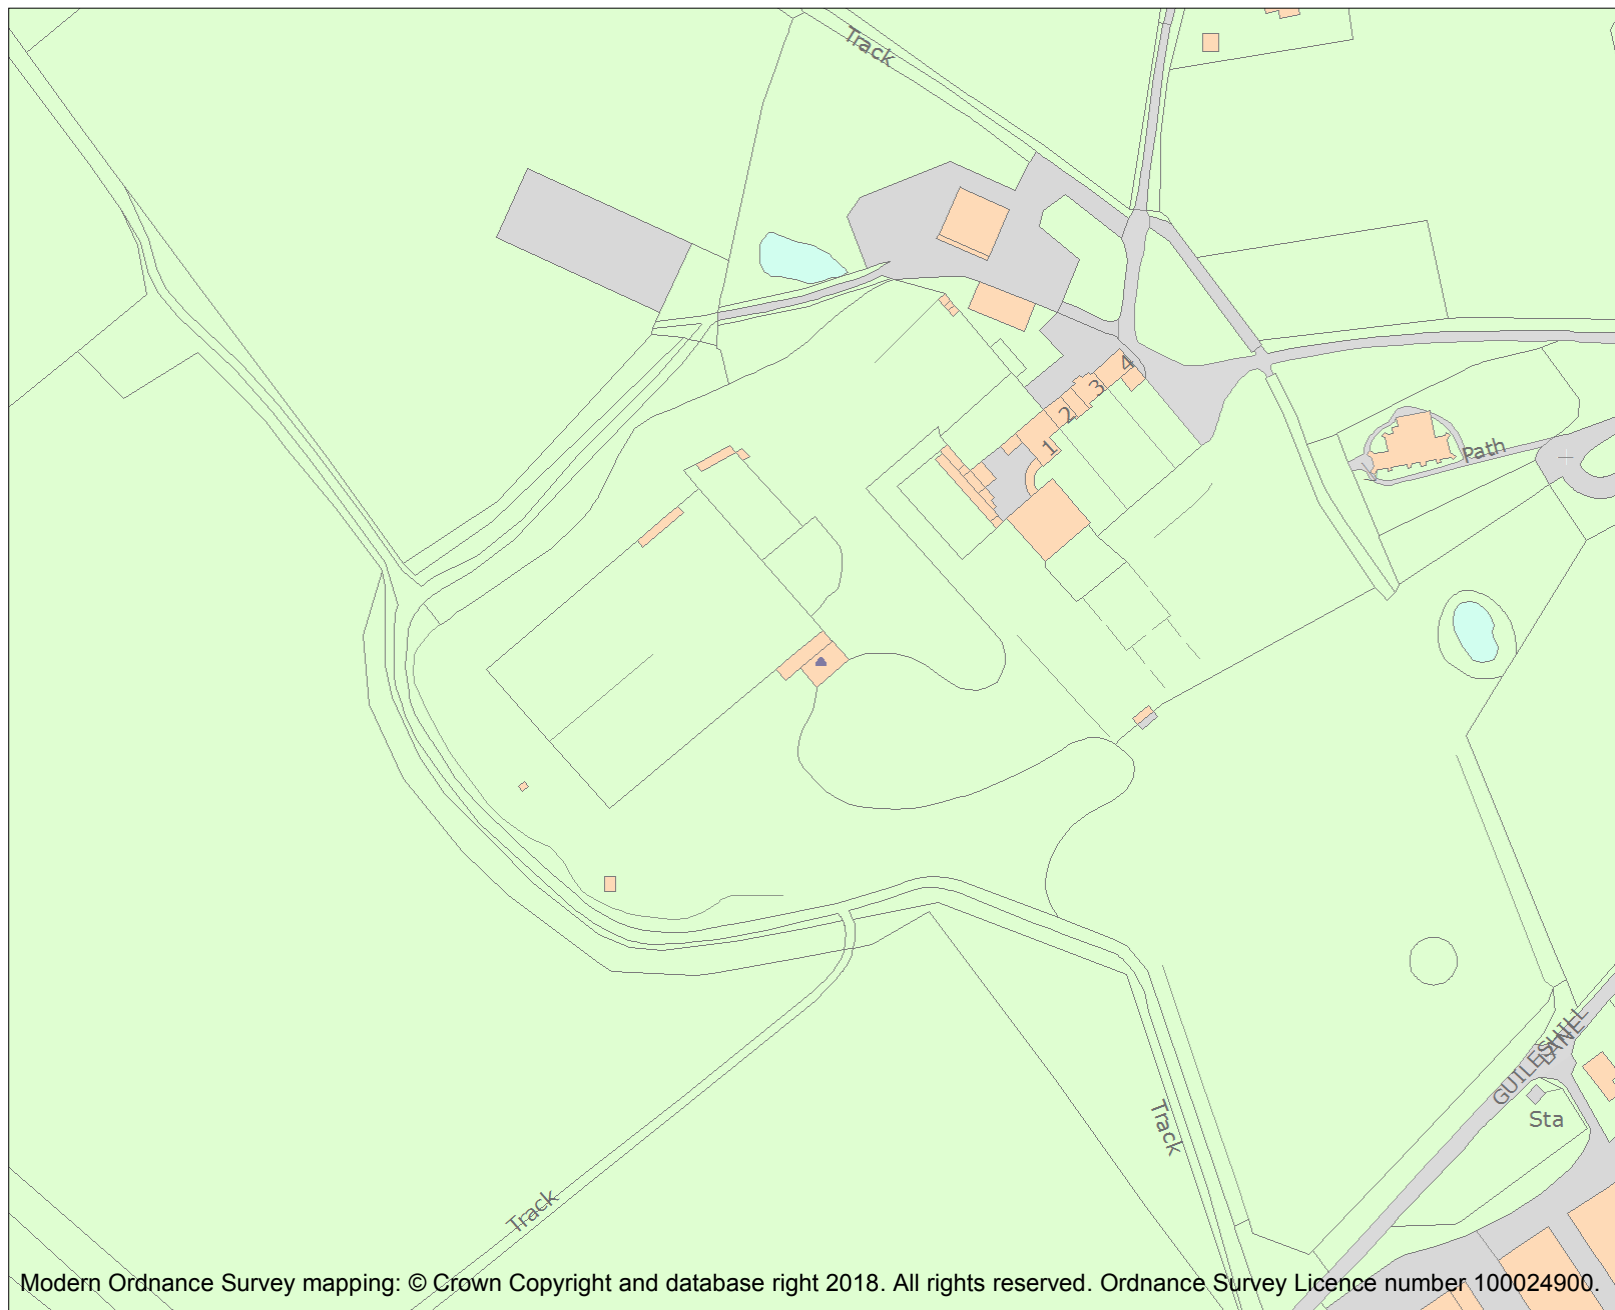 Track
4
3
2
1
Path
GUILESHILL
LANE
Sta
Track
Track
Modern Ordnance Survey mapping: © Crown Copyright and database right 2018. All rights reserved. Ordnance Survey Licence number 100024900.